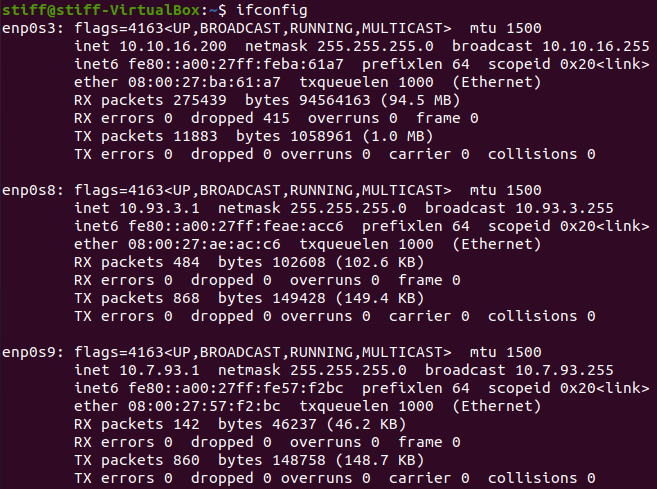 stiff@stiff-VirtualBox:~$ ifconfig
enp0s3: flags=4163<UP,BROADCAST,RUNNING,MULTICAST>  mtu 1500
        inet 10.10.16.200  netmask 255.255.255.0  broadcast 10.10.16.255
        inet6 fe80::a00:27ff:feba:61a7  prefixlen 64  scopeid 0x20<link>
        ether 08:00:27:ba:61:a7  txqueuelen 1000  (Ethernet)
        RX packets 275439  bytes 94564163 (94.5 MB)
        RX errors 0  dropped 415  overruns 0  frame 0
        TX packets 11883  bytes 1058961 (1.0 MB)
        TX errors 0  dropped 0 overruns 0  carrier 0  collisions 0

enp0s8: flags=4163<UP,BROADCAST,RUNNING,MULTICAST>  mtu 1500
        inet 10.93.3.1  netmask 255.255.255.0  broadcast 10.93.3.255
        inet6 fe80::a00:27ff:feae:acc6  prefixlen 64  scopeid 0x20<link>
        ether 08:00:27:ae:ac:c6  txqueuelen 1000  (Ethernet)
        RX packets 484  bytes 102608 (102.6 KB)
        RX errors 0  dropped 0  overruns 0  frame 0
        TX packets 868  bytes 149428 (149.4 KB)
        TX errors 0  dropped 0 overruns 0  carrier 0  collisions 0

enp0s9: flags=4163<UP,BROADCAST,RUNNING,MULTICAST>  mtu 1500
        inet 10.7.93.1  netmask 255.255.255.0  broadcast 10.7.93.255
        inet6 fe80::a00:27ff:fe57:f2bc  prefixlen 64  scopeid 0x20<link>
        ether 08:00:27:57:f2:bc  txqueuelen 1000  (Ethernet)
        RX packets 142  bytes 46237 (46.2 KB)
        RX errors 0  dropped 0  overruns 0  frame 0
        TX packets 860  bytes 148758 (148.7 KB)
        TX errors 0  dropped 0 overruns 0  carrier 0  collisions 0